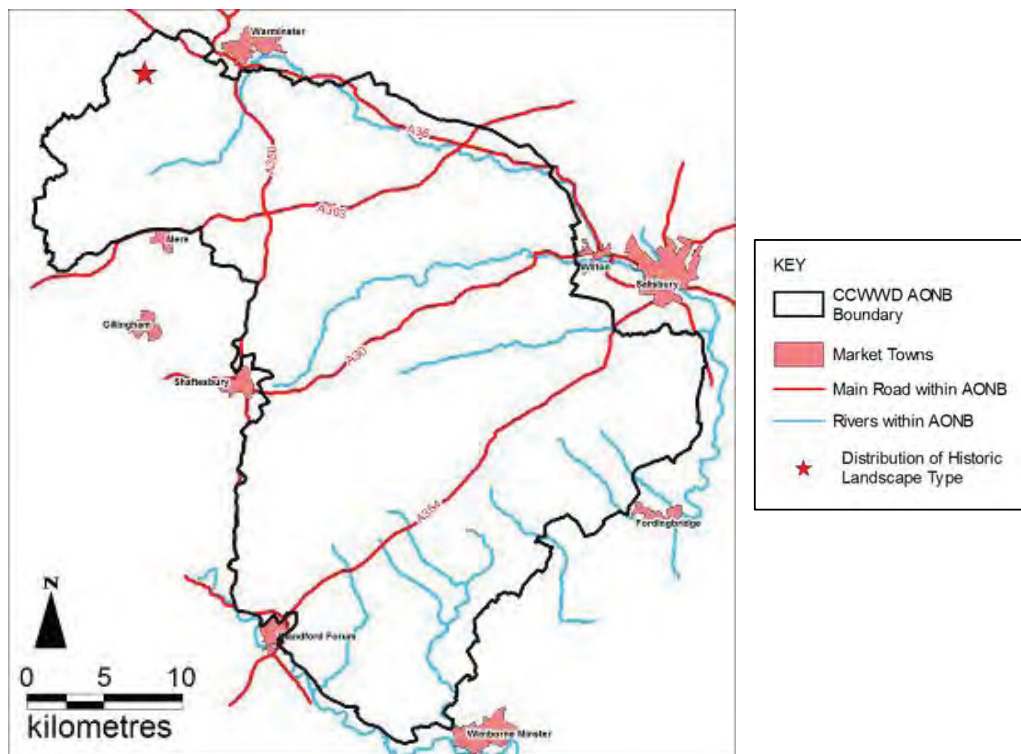 Warminster
A36
A350
A303
Mere
Wilton
Salisbury
Gillingham
A30
Shaftesbury
A354
Fordingbridge
N
Blandford Forum
0 5 10
kilometres
Wimborne Minster
KEY
CCWWD AONB
Boundary
Market Towns
Main Road within AONB
Rivers within AONB
Distribution of Historic
Landscape Type